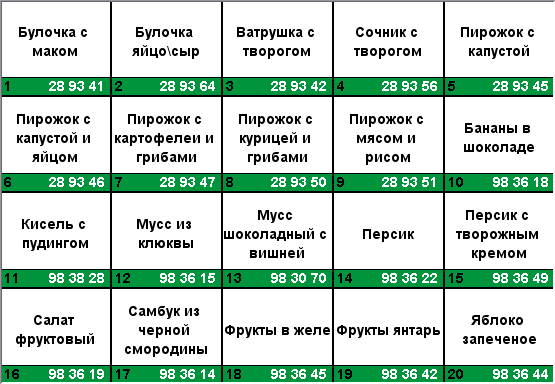 Булочка с
маком
1 28 93 41
Булочка
яйцо\сыр
2 28 93 64
Ватрушка с
творогом
3 28 93 42
Сочник с
творогом
4 28 93 56
Пирожок с
капустой
5 28 93 45
Пирожок с
капустой и
яйцом
6 28 93 46
Пирожок с
картофелеи и
грибами
7 28 93 47
Пирожок с
курицей и
грибами
8 28 93 50
Пирожок с
мясом и
рисом
9 28 93 51
Бананы в
шоколаде
10 98 36 18
Кисель с
пудингом
11 98 38 28
Мусс из
клюквы
12 98 36 15
Мусс
шоколадный с
вишней
13 98 30 70
Персик
14 98 36 22
Персик с
творожным
кремом
15 98 36 49
Салат
фруктовый
16 98 36 19
Самбук из
черной
смородины
17 98 36 14
Фрукты в желе
18 98 36 45
Фрукты янтарь
19 98 36 42
Яблоко
запеченое
20 98 36 44